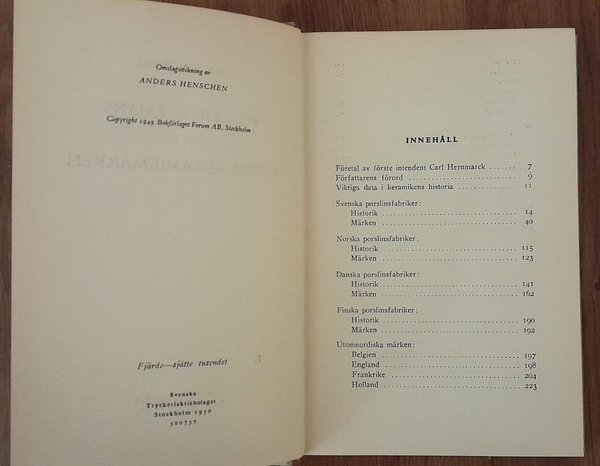 Omslagsteckning av
ANDERS HENSCHEN
Copyright 1949 Bokförlaget Forum AB, Stockholm
Fjärde—sjätte tusendet
Svenska
Tryckeriaktiebolaget
Stockholm 1950
500737
INNEHÅLL
Företal av förste intendent Carl Hernmarck ...... 7
Författarens förord ...................... 9
Viktiga data i keramikens historia ............ 11
Svenska porslinsfabriker:
Historik ............................ 14
Märken ............................ 40
Norska porslinsfabriker:
Historik ............................ 115
Märken ............................ 123
Danska porslinsfabriker:
Historik ............................ 141
Märken ............................ 162
Finska porslinsfabriker:
Historik ............................ 190
Märken ............................ 192
Utomnordiska märken:
Belgien ............................ 197
England ............................ 198
Frankrike ............................ 204
Holland ............................ 223